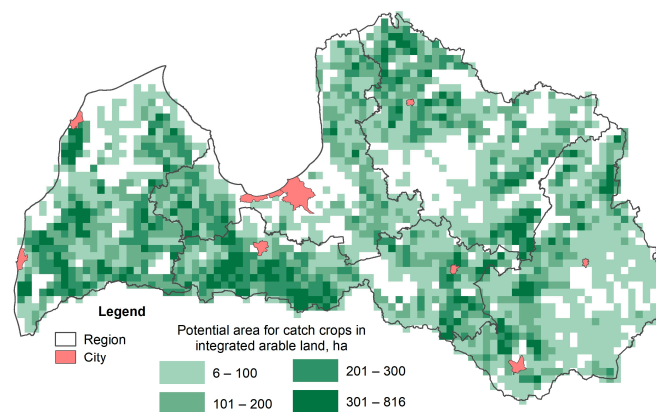 Legend
Region
City
Potential area for catch crops in
integrated arable land, ha
6 – 100
201 – 300
101 – 200
301 – 816